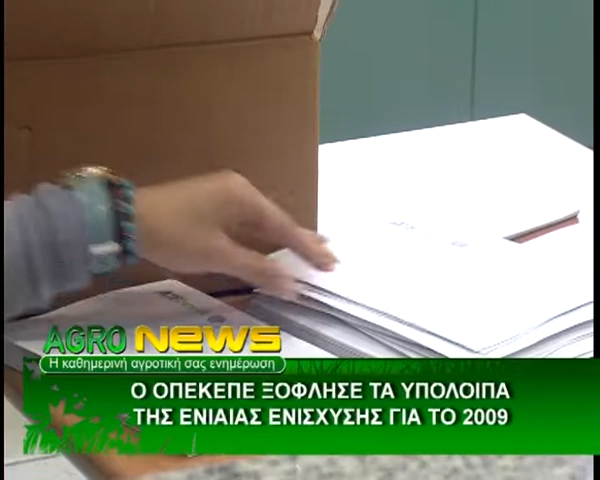 AGRO NEWS
Η καθημερινή αγροτική σας ενημέρωση
Ο ΟΠΕΚΕΠΕ ΞΟΦΛΗΣΕ ΤΑ ΥΠΟΛΟΙΠΑ
ΤΗΣ ΕΝΙΑΙΑΣ ΕΝΙΣΧΥΣΗΣ ΓΙΑ ΤΟ 2009